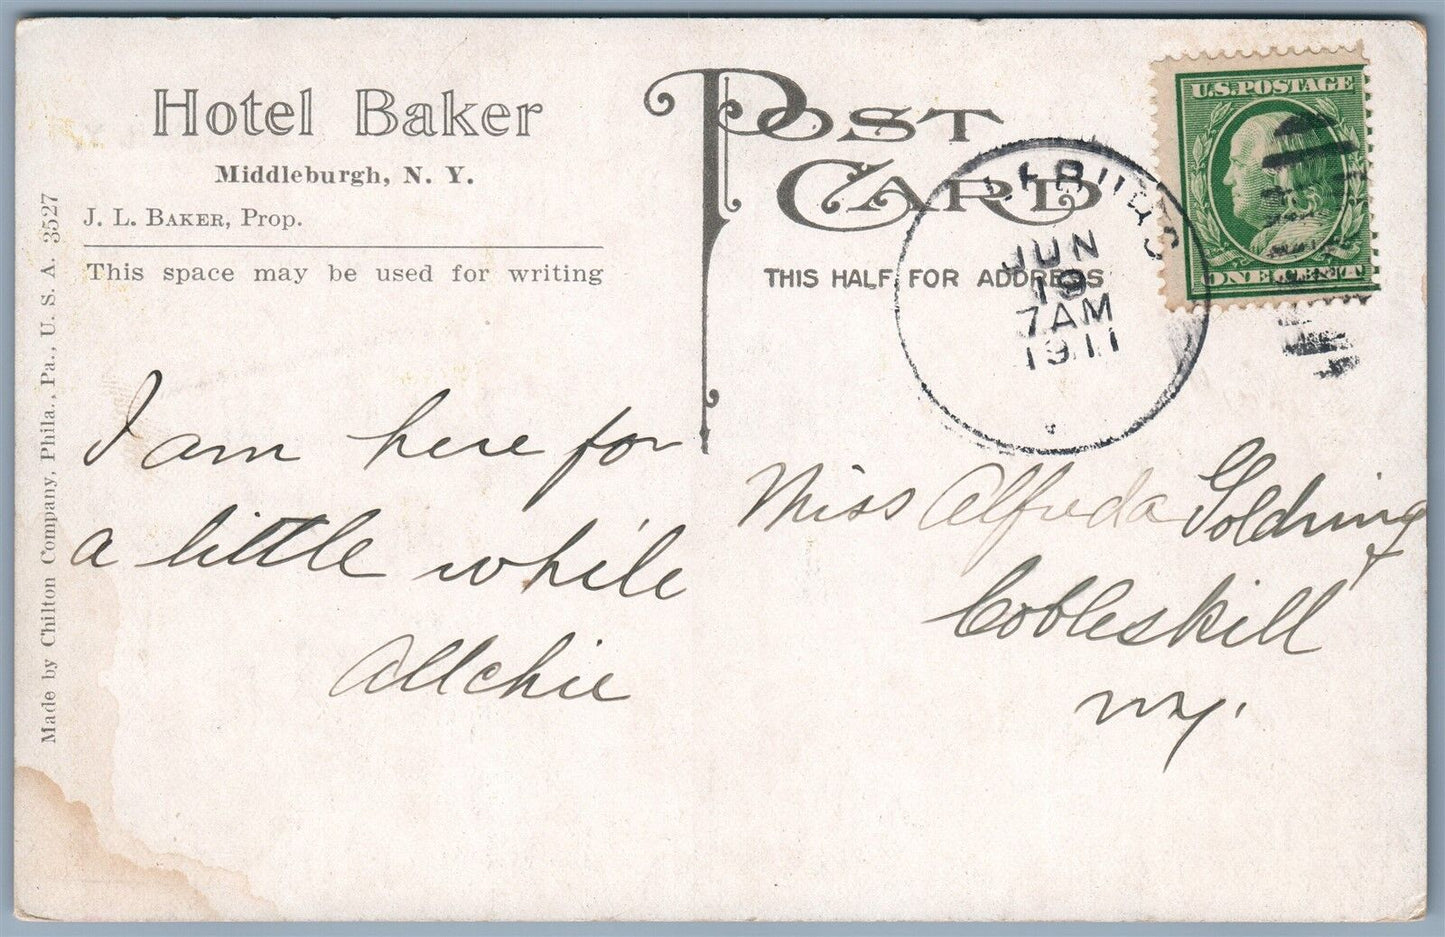 Hotel Baker
Middleburgh, N. Y.
J. L. BAKER, Prop.
This space may be used for writing
Made by Chilton Company, Phila., Pa., U. S. A. 3527
POST
CARD
THIS HALF FOR ADDRESS
JUN
19
7AM
1911
U.S. POSTAGE
ONE CENT
I am here for
a little while
Miss Alfreda Goldring
Cobleskill
N.Y.